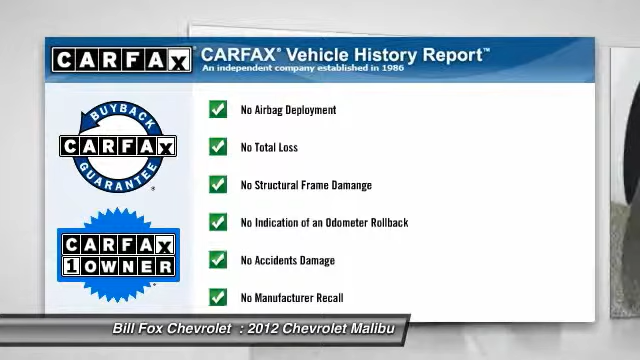 CARFAX
CARFAX® Vehicle History Report™
An independent company established in 1986
BUYBACK
CARFAX
GUARANTEE
*
CARFAX
1 OWNER
*
No Airbag Deployment
No Total Loss
No Structural Frame Damange
No Indication of an Odometer Rollback
No Accidents Damage
No Manufacturer Recall
Bill Fox Chevrolet : 2012 Chevrolet Malibu